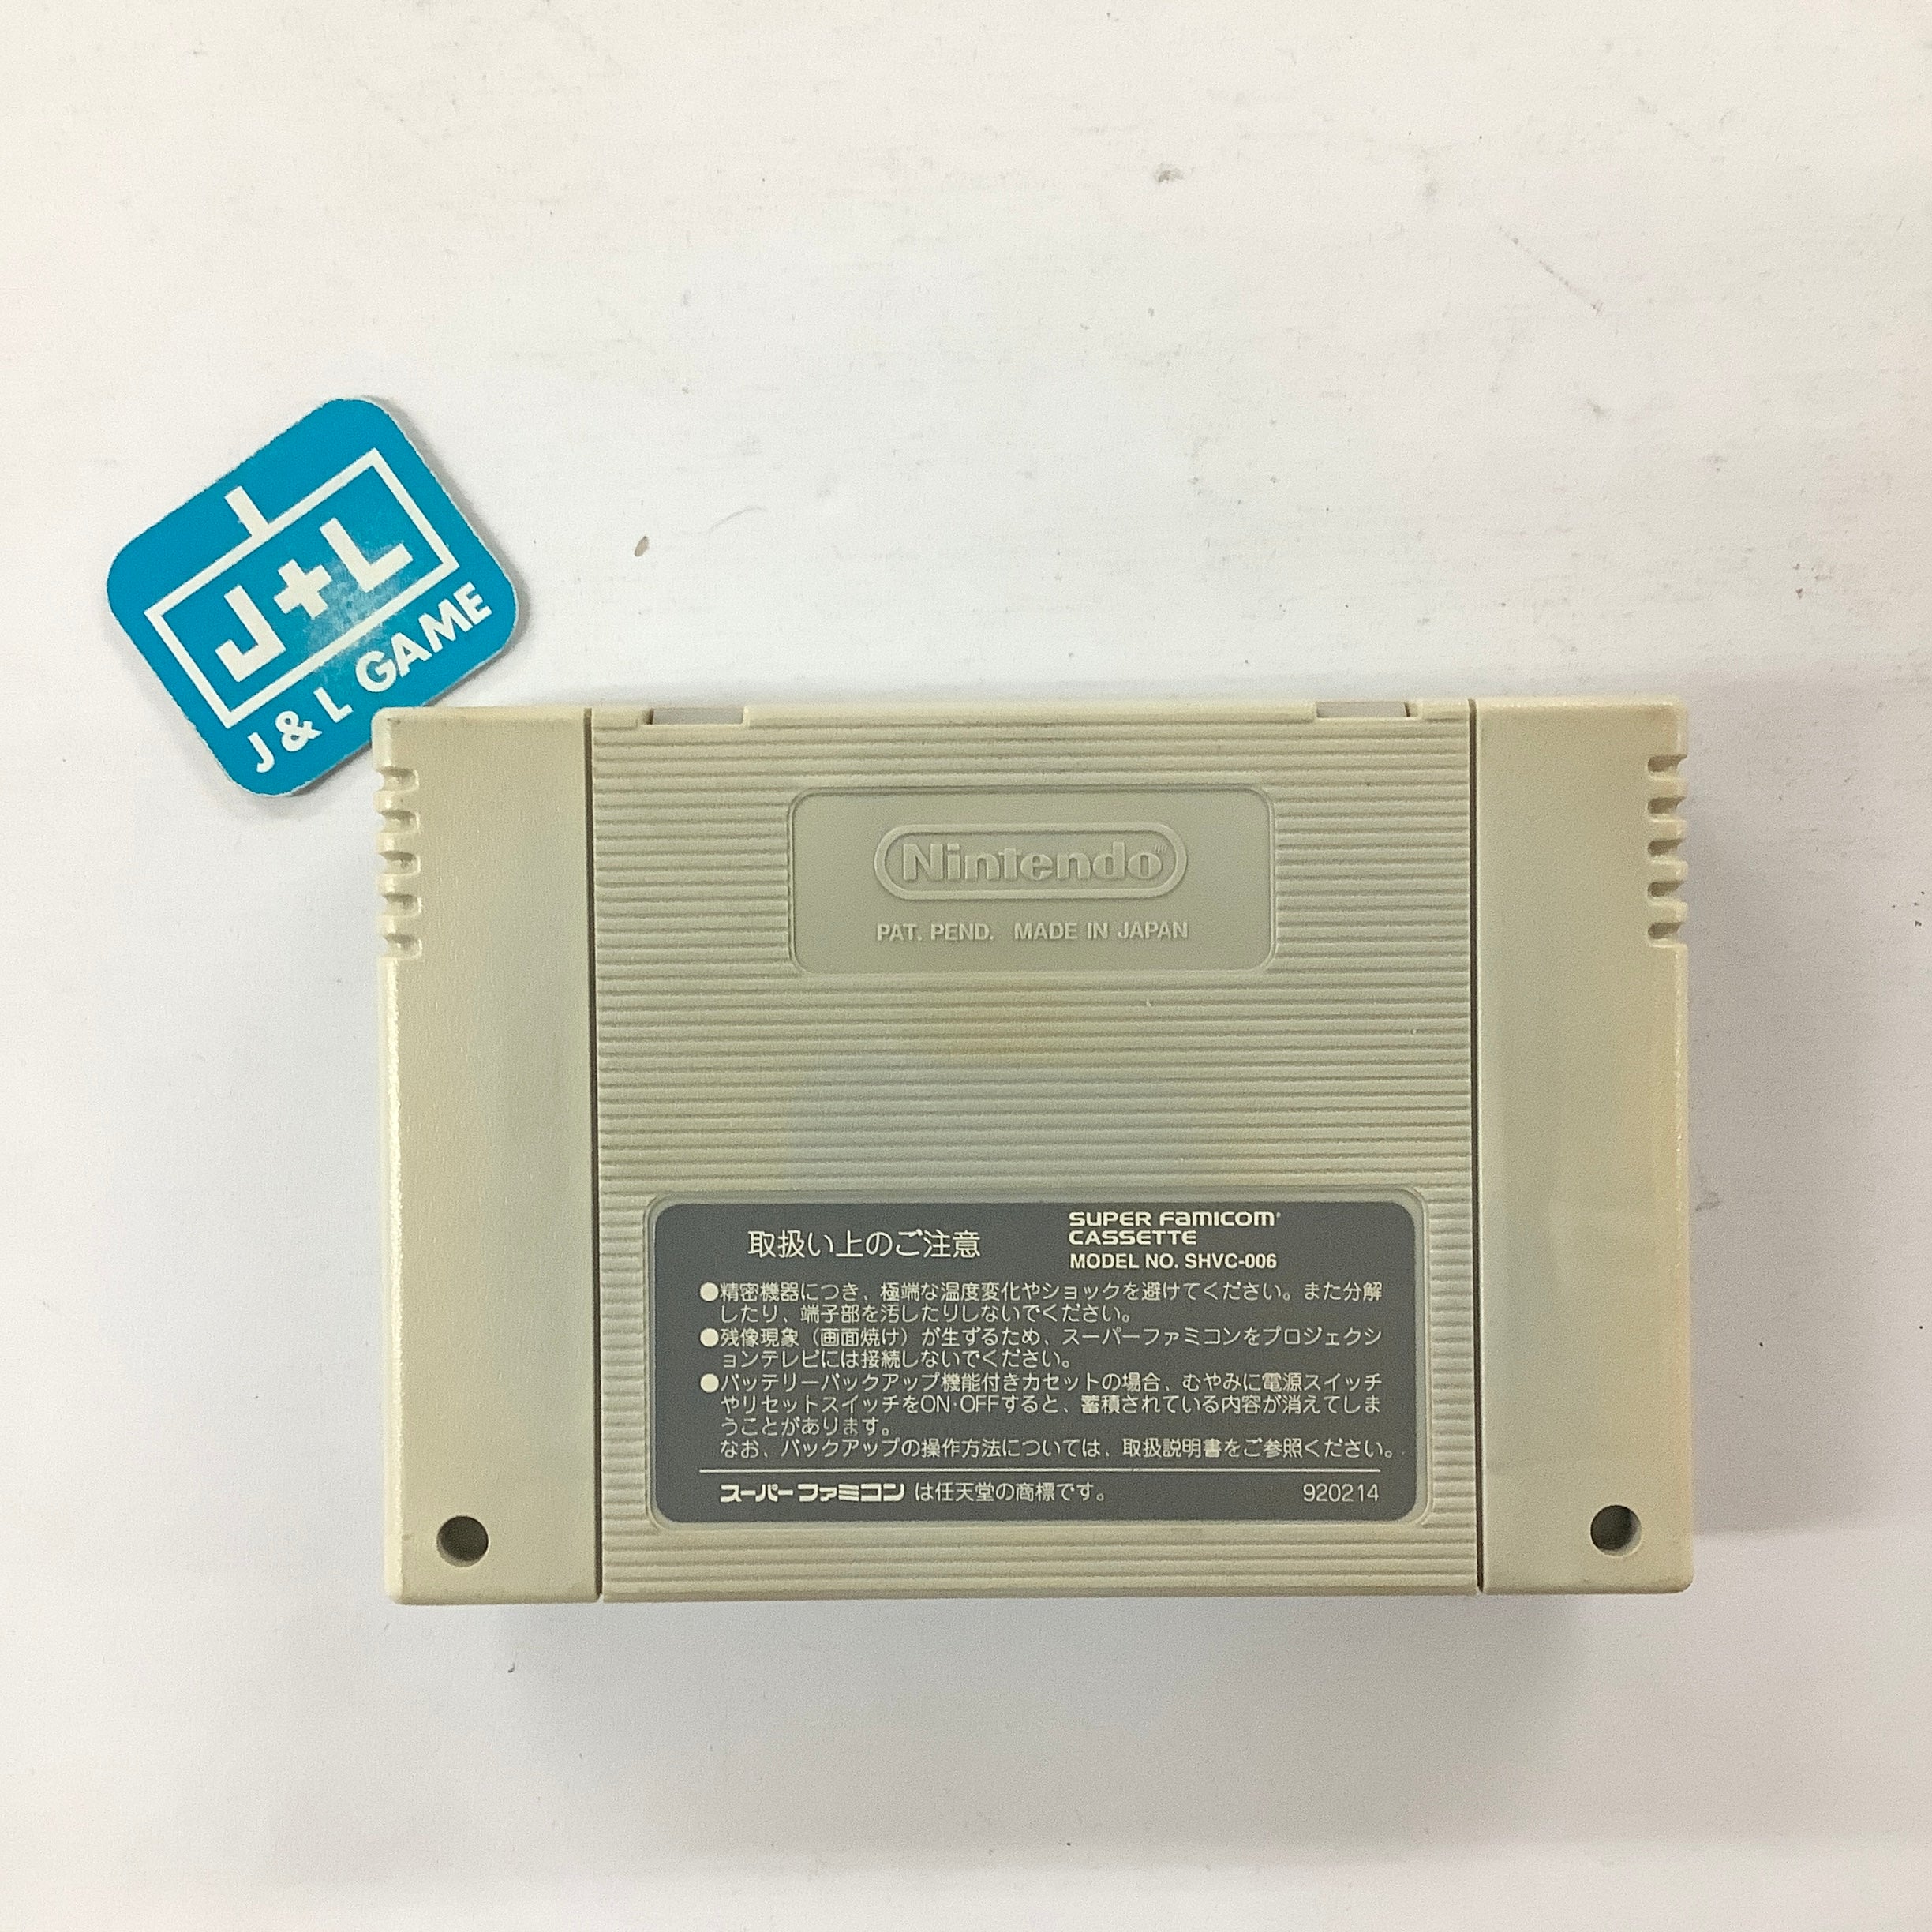 J+L
J & L GAME
Nintendo®
PAT. PEND. MADE IN JAPAN
取扱い上のご注意
SUPER FAMICOM®
CASSETTE
MODEL NO. SHVC-006
●精密機器につき、極端な温度変化やショックを避けてください。また分解
したり、端子部を汚したりしないでください。
●残像現象（画面焼け）が生ずるため、スーパーファミコンをプロジェクシ
ョンテレビには接続しないでください。
●バッテリーバックアップ機能付きカセットの場合、むやみに電源スイッチ
やリセットスイッチをON·OFFすると、蓄積されている内容が消えてしま
うことがあります。
なお、バックアップの操作方法については、取扱説明書をご参照ください。
スーパーファミコン は任天堂の商標です。
920214